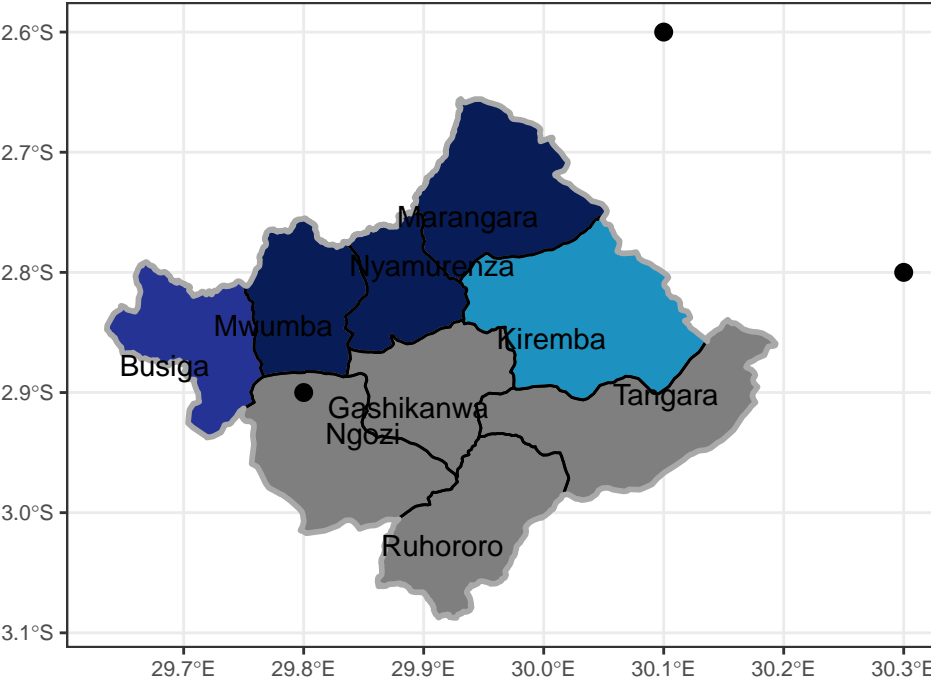 2.6°S
2.7°S
2.8°S
2.9°S
3.0°S
3.1°S
Marangara
Nyamurenza
Mwumba
Kiremba
Busiga
Tangara
Gashikanwa
Ngozi
Ruhororo
29.7°E 29.8°E 29.9°E 30.0°E 30.1°E 30.2°E 30.3°E